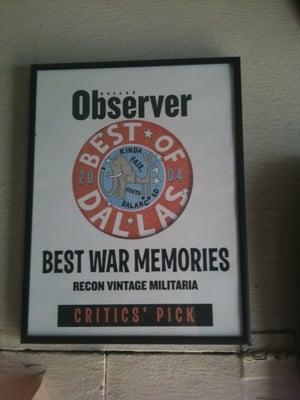 DALLAS
Observer
BEST OF
DALLAS
20 04
KINDA
FAIR,
SORTA
BALANCED
BEST WAR MEMORIES
RECON VINTAGE MILITARIA
CRITICS' PICK